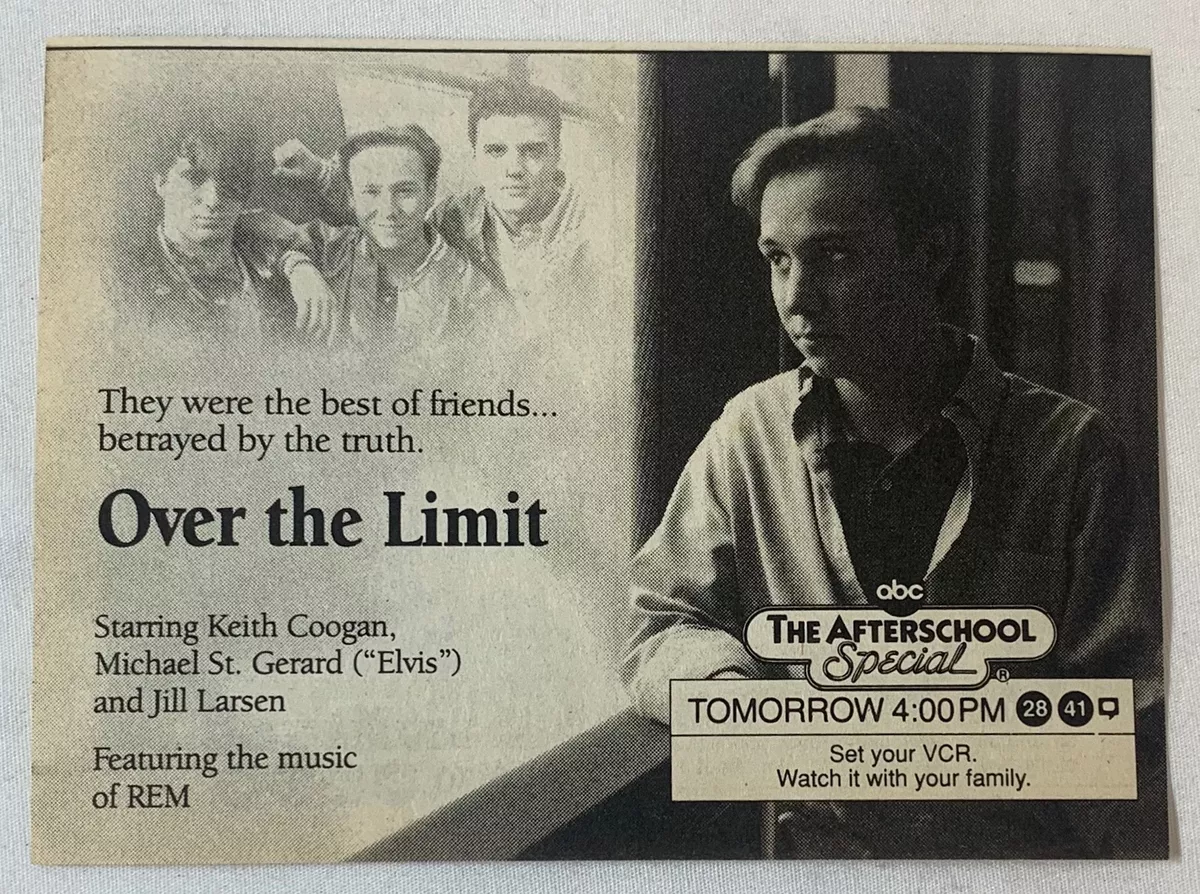 They were the best of friends...
betrayed by the truth.
Over the Limit
Starring Keith Coogan,
Michael St. Gerard (“Elvis”)
and Jill Larsen
Featuring the music
of REM
abc
THE AFTERSCHOOL
Special
®
TOMORROW 4:00PM 28 41
Set your VCR.
Watch it with your family.